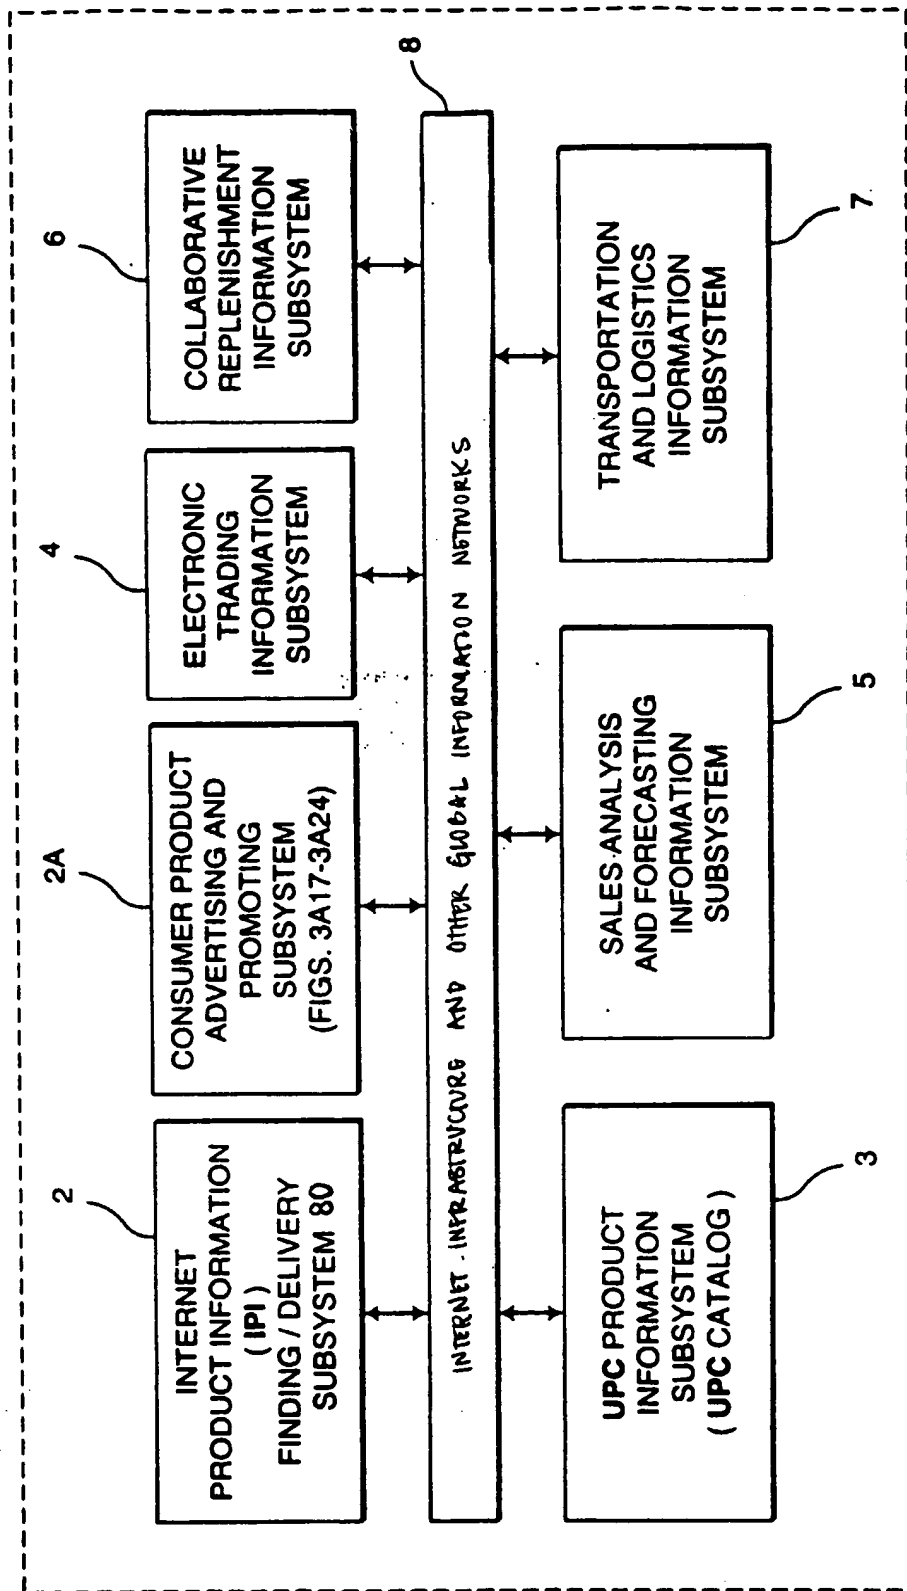 2
INTERNET
PRODUCT INFORMATION
( IPI )
FINDING / DELIVERY
SUBSYSTEM 80
2A
CONSUMER PRODUCT
ADVERTISING AND
PROMOTING
SUBSYSTEM
(FIGS. 3A17-3A24)
4
ELECTRONIC
TRADING
INFORMATION
SUBSYSTEM
6
COLLABORATIVE
REPLENISHMENT
INFORMATION
SUBSYSTEM
8
INTERNET INFRASTRUCTURE AND OTHER GLOBAL INFORMATION NETWORKS
UPC PRODUCT
INFORMATION
SUBSYSTEM
( UPC CATALOG )
3
SALES ANALYSIS
AND FORECASTING
INFORMATION
SUBSYSTEM
5
TRANSPORTATION
AND LOGISTICS
INFORMATION
SUBSYSTEM
7